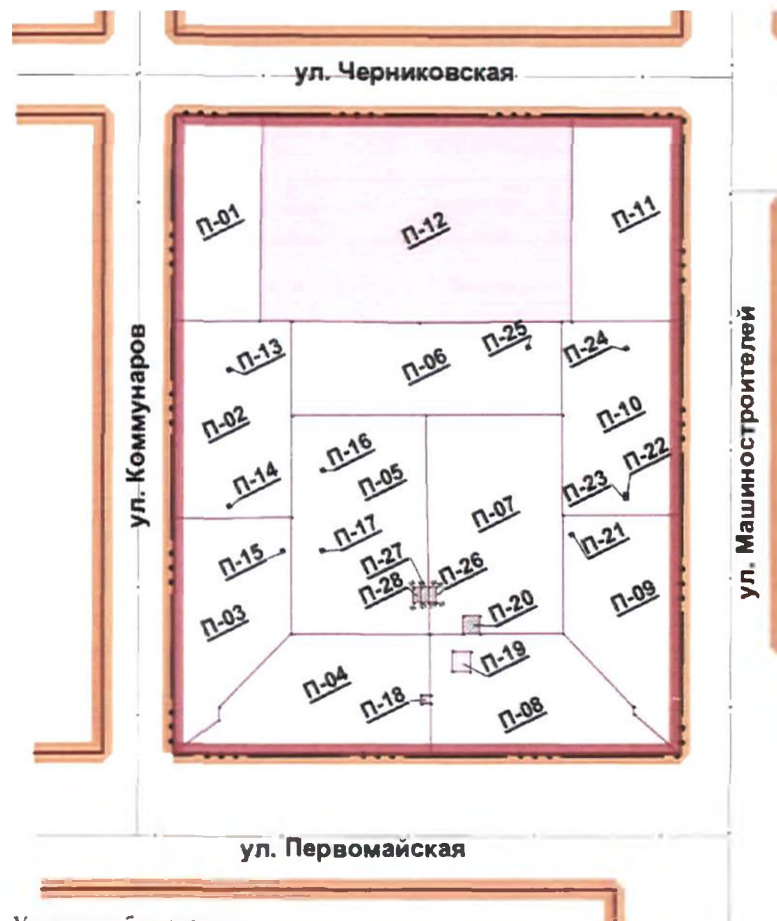 ул. Черниковская
П-01
П-12
П-11
ул. Коммунаров
ул. Машиностроителей
П-13
П-06
П-25
П-24
П-02
П-10
П-14
П-16
П-05
П-07
П-23
П-22
П-15
П-17
П-27
П-28
П-26
П-21
П-03
П-20
П-09
П-04
П-19
П-18
П-08
ул. Первомайская